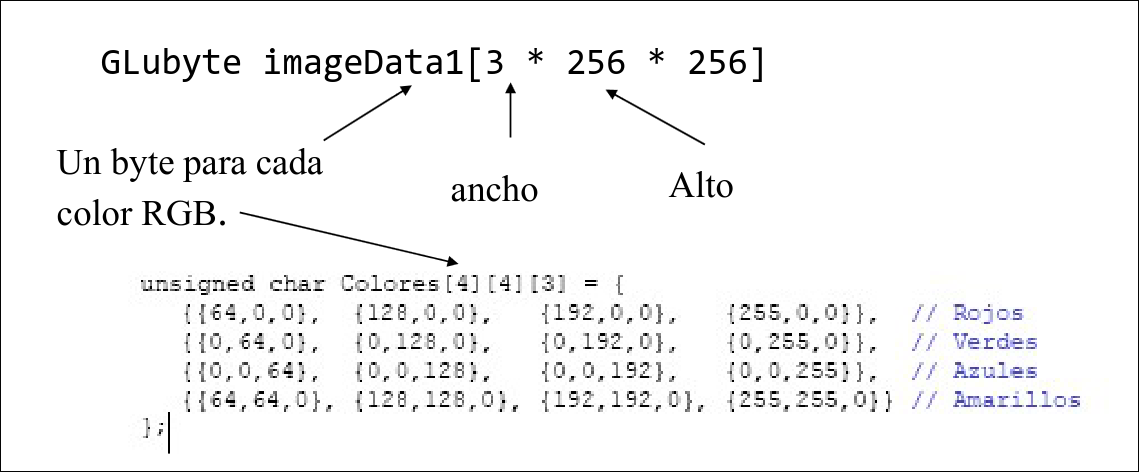 GLubyte imageData1[3 * 256 * 256]
Un byte para cada
color RGB.
ancho
Alto
unsigned char Colores[4][4][3] = {
{{64,0,0}, {128,0,0}, {192,0,0}, {255,0,0}}, // Rojos
{{0,64,0}, {0,128,0}, {0,192,0}, {0,255,0}}, // Verdes
{{0,0,64}, {0,0,128}, {0,0,192}, {0,0,255}}, // Azules
{{64,64,0}, {128,128,0}, {192,192,0}, {255,255,0}} // Amarillos
};